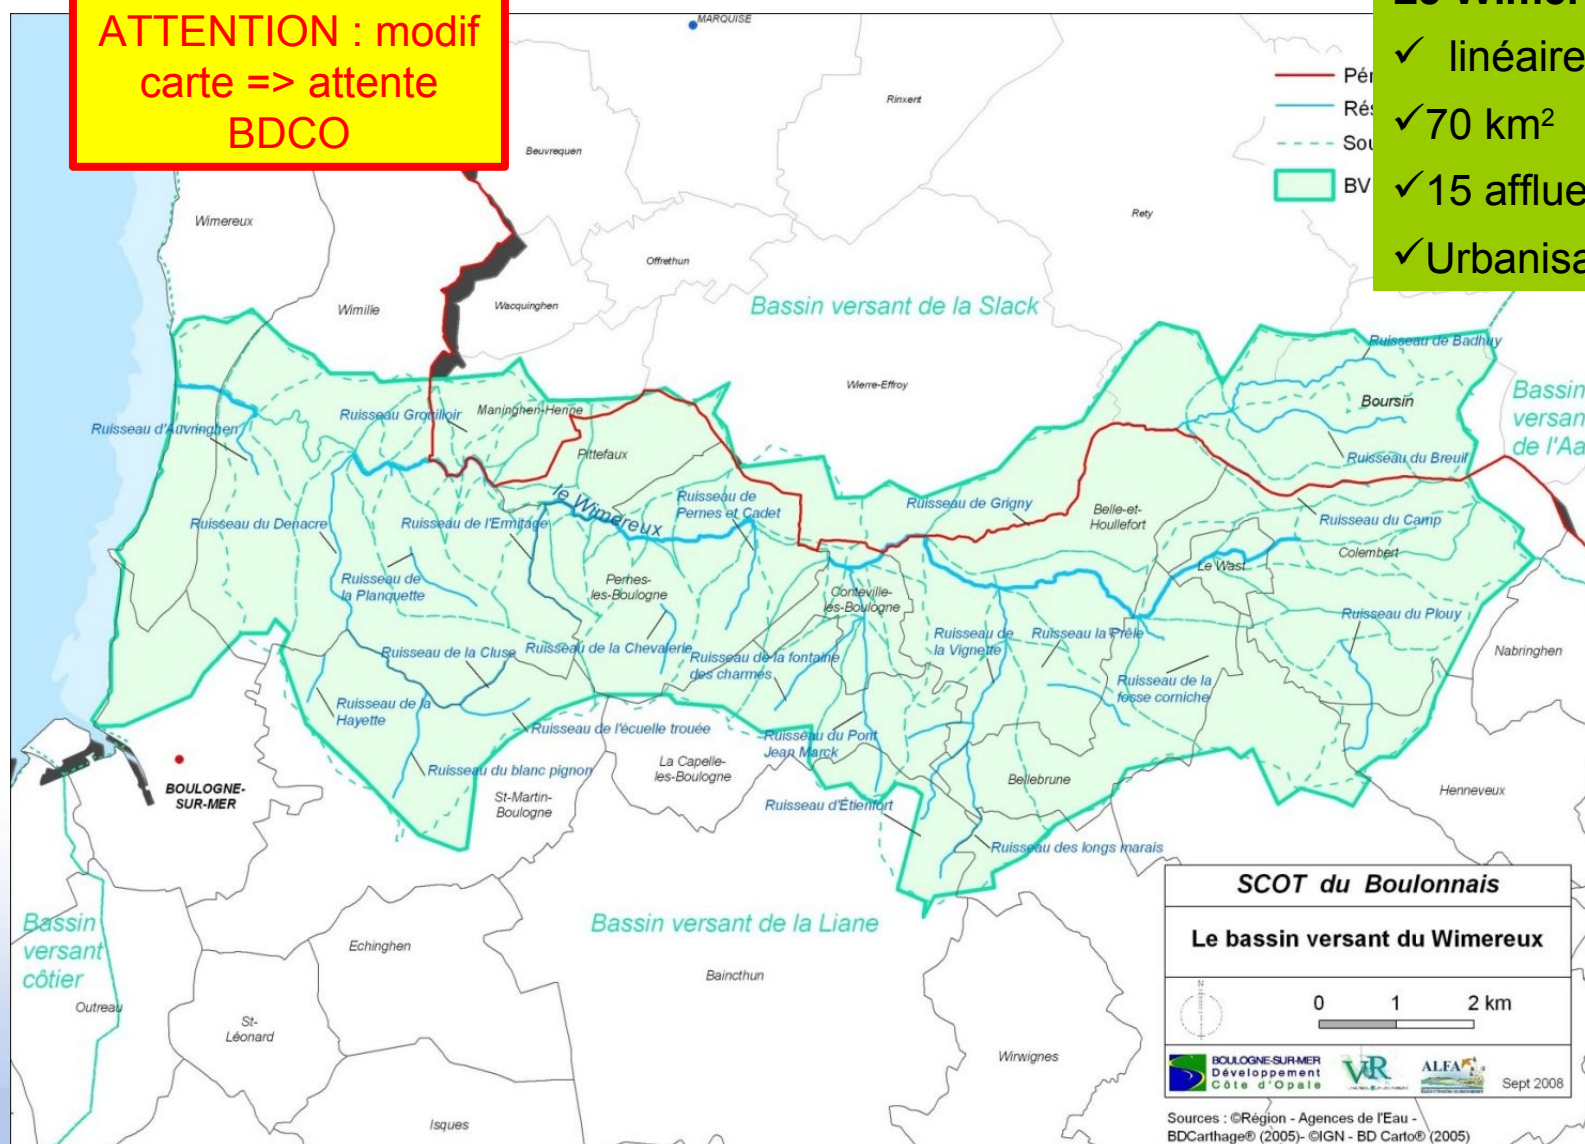 ATTENTION : modif
carte => attente
BDCO
✓ linéaire
✓70 km²
✓15 afflue
✓Urbanisa
MARQUISE
Rinxent
Beuvrequen
Rety
Wimereux
Offrethun
Wacquinghen
Wimille
Bassin versant de la Slack
BV
Wierre-Effroy
Ruisseau de Badhuy
Boursin
Bassin
versan
de l'Aa
Ruisseau d'Auvringhen
Ruisseau Grouilloir
Maninghen-Henne
Pittefaux
Ruisseau du Breuil
le Wimereux
Ruisseau de
Pernes et Cadet
Ruisseau de Grigny
Belle-et-
Houllefort
Ruisseau du Camp
Ruisseau du Denacre
Ruisseau de l'Ermitage
Colembert
Le Wast
Ruisseau de
la Planquette
Pernes-
les-Boulogne
Conteville-
les-Boulogne
Ruisseau du Plouy
Ruisseau de
la Vignette
Ruisseau la Prêle
Ruisseau de la Cluse
Ruisseau de la Chevalerie
Ruisseau de la fontaine
des charmes
Nabringhen
Ruisseau de la
fosse corniche
Ruisseau de la
Hayette
Ruisseau de l'écuelle trouée
Ruisseau du Pont
Jean Marck
Ruisseau du blanc pignon
La Capelle-
les-Boulogne
Bellebrune
BOULOGNE-
SUR-MER
St-Martin-
Boulogne
Henneveux
Ruisseau d'Étienfort
Ruisseau des longs marais
Bassin
versant
côtier
Bassin versant de la Liane
Echinghen
Baincthun
Outreau
St-
Léonard
Wirwignes
Isques
SCOT du Boulonnais
Le bassin versant du Wimereux
N
0 1 2 km
BOULOGNE-SUR-MER
Développement
Côte d'Opale
ALFA
Sept 2008
Sources : ©Région - Agences de l'Eau -
BDCarthage® (2005)- ©IGN - BD Carto® (2005)